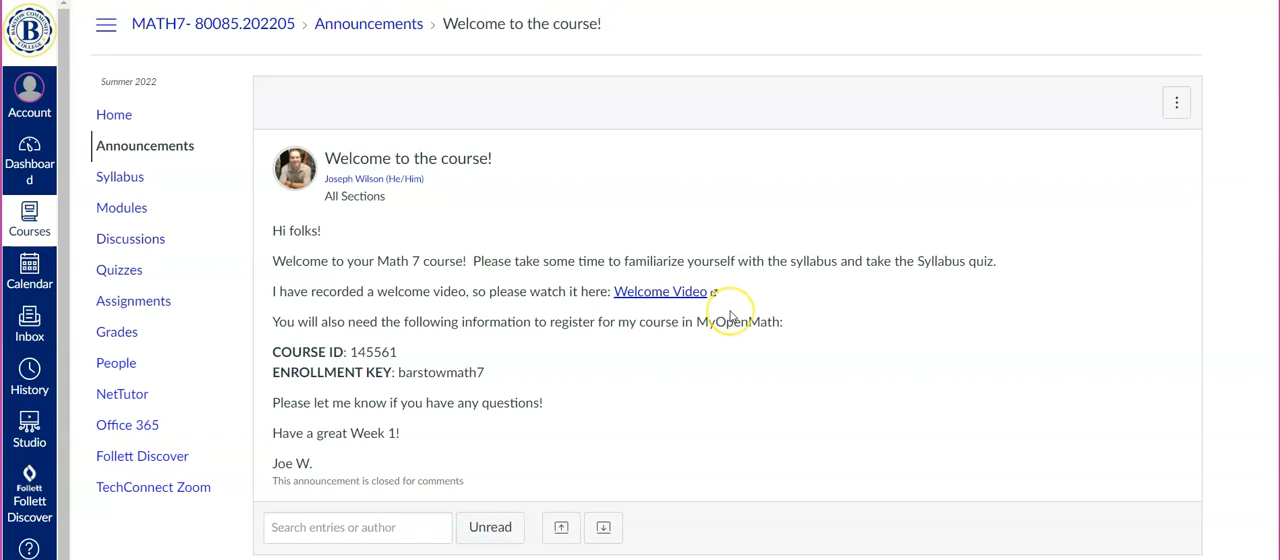 MATH7- 80085.202205 › Announcements › Welcome to the course!
Account
Dashboar
d
Courses
Calendar
Inbox
History
Studio
Follett
Follett
Discover
Summer 2022
Home
Announcements
Syllabus
Modules
Discussions
Quizzes
Assignments
Grades
People
NetTutor
Office 365
Follett Discover
TechConnect Zoom
Welcome to the course!
Joseph Wilson (He/Him)
All Sections
Hi folks!
Welcome to your Math 7 course! Please take some time to familiarize yourself with the syllabus and take the Syllabus quiz.
I have recorded a welcome video, so please watch it here: Welcome Video
You will also need the following information to register for my course in MyOpenMath:
COURSE ID: 145561
ENROLLMENT KEY: barstowmath7
Please let me know if you have any questions!
Have a great Week 1!
Joe W.
This announcement is closed for comments
Search entries or author
Unread